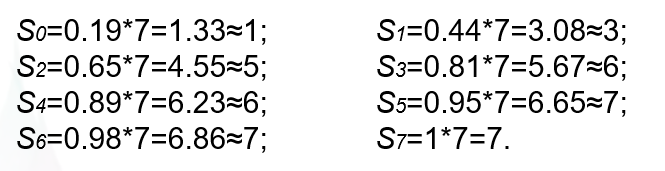 S0=0.19*7=1.33≈1; S1=0.44*7=3.08≈3;
S2=0.65*7=4.55≈5; S3=0.81*7=5.67≈6;
S4=0.89*7=6.23≈6; S5=0.95*7=6.65≈7;
S6=0.98*7=6.86≈7; S7=1*7=7.